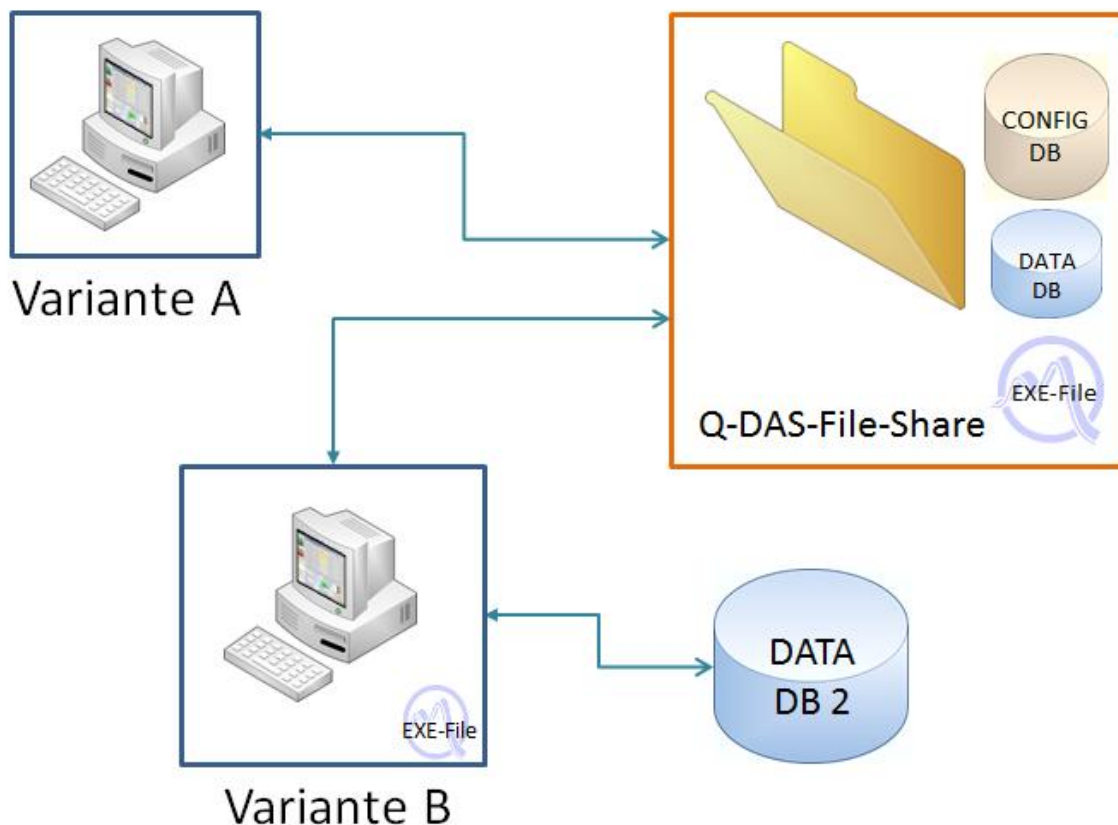 Variante A
CONFIG
DB
DATA
DB
EXE-File
Q-DAS-File-Share
EXE-File
Variante B
DATA
DB 2